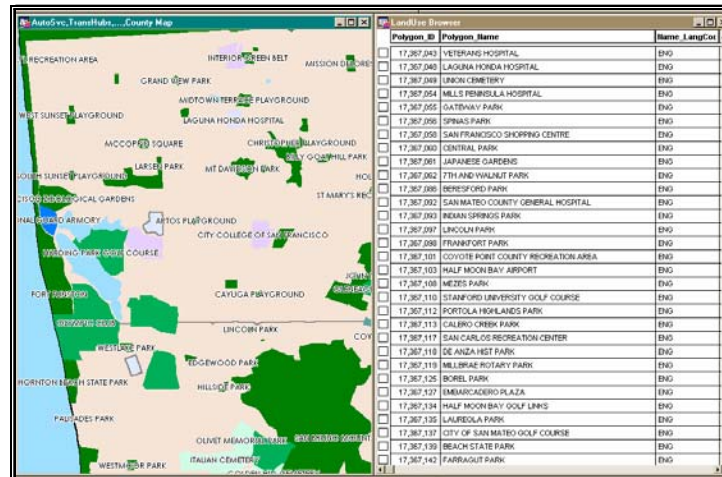 AutoSvc,TransHubs,...,County Map
RECREATION AREA
INTERIOR GREEN BELT
MISSION DOLORES
GRAND VIEW PARK
MIDTOWN TERRACE PLAYGROUND
WEST SUNSET PLAYGROUND
LAGUNA HONDA HOSPITAL
MCCOPPIN SQUARE
CHRISTOPHER PLAYGROUND
BILLY GOAT HILL PARK
LARSEN PARK
MT DAVIDSON PARK
SOUTH SUNSET PLAYGROUND
HOL
CISCO ZOOLOGICAL GARDENS
ST MARY'S REC
NAL GUARD ARMORY
APTOS PLAYGROUND
CITY COLLEGE OF SAN FRANCISCO
HARDING PARK GOLF COURSE
FORT FUNSTON
CAYUGA PLAYGROUND
OLYMPIC CLUB
LINCOLN PARK
COY
WESTLAKE PARK
EDGEWOOD PARK
THORNTON BEACH STATE PARK
HILLSIDE PARK
PALISADES PARK
OLIVET MEMORIAL PARK
SAN BRUNO MOUNT
ITALIAN CEMETERY
WESTMOOR PARK
LandUse Browser
Polygon_ID Polygon_Name Name_LangCod
17,367,043 VETERANS HOSPITAL ENG
17,367,048 LAGUNA HONDA HOSPITAL ENG
17,367,049 UNION CEMETERY ENG
17,367,054 MILLS PENINSULA HOSPITAL ENG
17,367,055 GATEWAY PARK ENG
17,367,056 SPINAS PARK ENG
17,367,058 SAN FRANCISCO SHOPPING CENTRE ENG
17,367,060 CENTRAL PARK ENG
17,367,061 JAPANESE GARDENS ENG
17,367,062 7TH AND WALNUT PARK ENG
17,367,086 BERESFORD PARK ENG
17,367,092 SAN MATEO COUNTY GENERAL HOSPITAL ENG
17,367,093 INDIAN SPRINGS PARK ENG
17,367,097 LINCOLN PARK ENG
17,367,098 FRANKFORT PARK ENG
17,367,101 COYOTE POINT COUNTY RECREATION AREA ENG
17,367,103 HALF MOON BAY AIRPORT ENG
17,367,108 MEZES PARK ENG
17,367,110 STANFORD UNIVERSITY GOLF COURSE ENG
17,367,112 PORTOLA HIGHLANDS PARK ENG
17,367,113 CALERO CREEK PARK ENG
17,367,117 SAN CARLOS RECREATION CENTER ENG
17,367,118 DE ANZA HIST PARK ENG
17,367,119 MILLBRAE ROTARY PARK ENG
17,367,125 BOREL PARK ENG
17,367,127 EMBARCADERO PLAZA ENG
17,367,134 HALF MOON BAY GOLF LINKS ENG
17,367,135 LAUREOLA PARK ENG
17,367,137 CITY OF SAN MATEO GOLF COURSE ENG
17,367,139 BEACH STATE PARK ENG
17,367,142 FARRAGUT PARK ENG